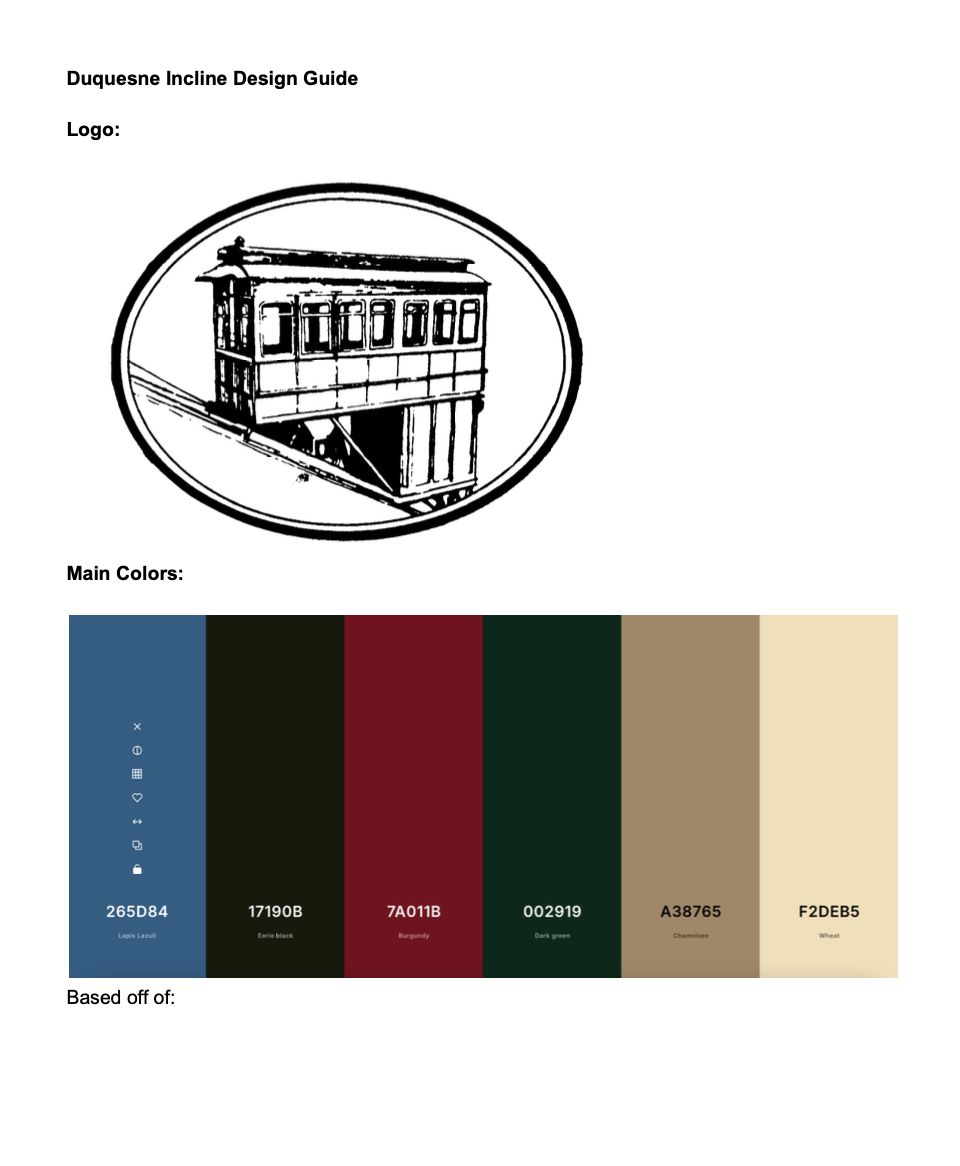 Duquesne Incline Design Guide
Logo:
Main Colors:
265D84 17190B 7A011B 002919 A38765 F2DEB5
Lapis Lazuli Eerie black Burgundy Dark green Chamoisee Wheat
Based off of: